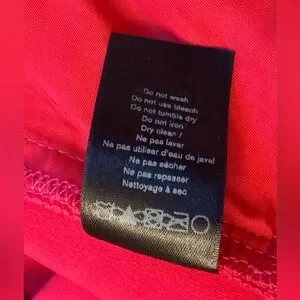 Do not wash
Do not use bleach
Do not tumble dry
Do not iron
Dry clean /
Ne pas laver
Ne pas utiliser d'eau de javel
Ne pas sécher
Ne pas repasser
Nettoyage à sec